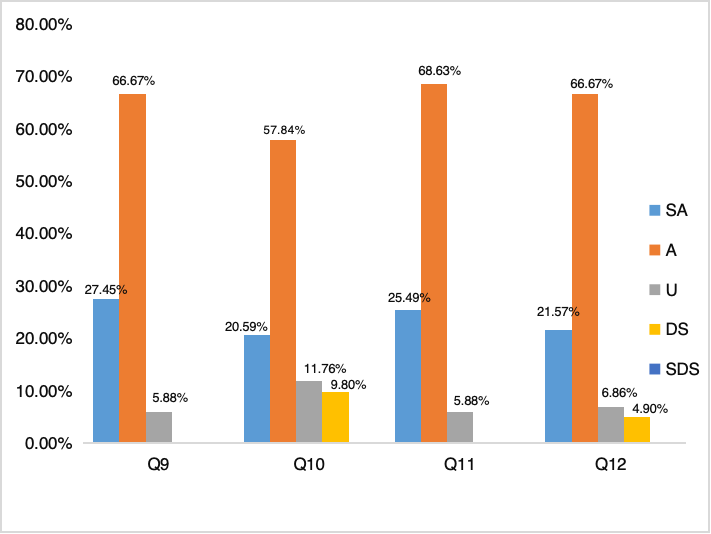 80.00%
70.00%
60.00%
50.00%
40.00%
30.00%
20.00%
10.00%
0.00%
27.45%
66.67%
5.88%
20.59%
57.84%
11.76%
9.80%
25.49%
68.63%
5.88%
21.57%
66.67%
6.86%
4.90%
Q9
Q10
Q11
Q12
SA
A
U
DS
SDS